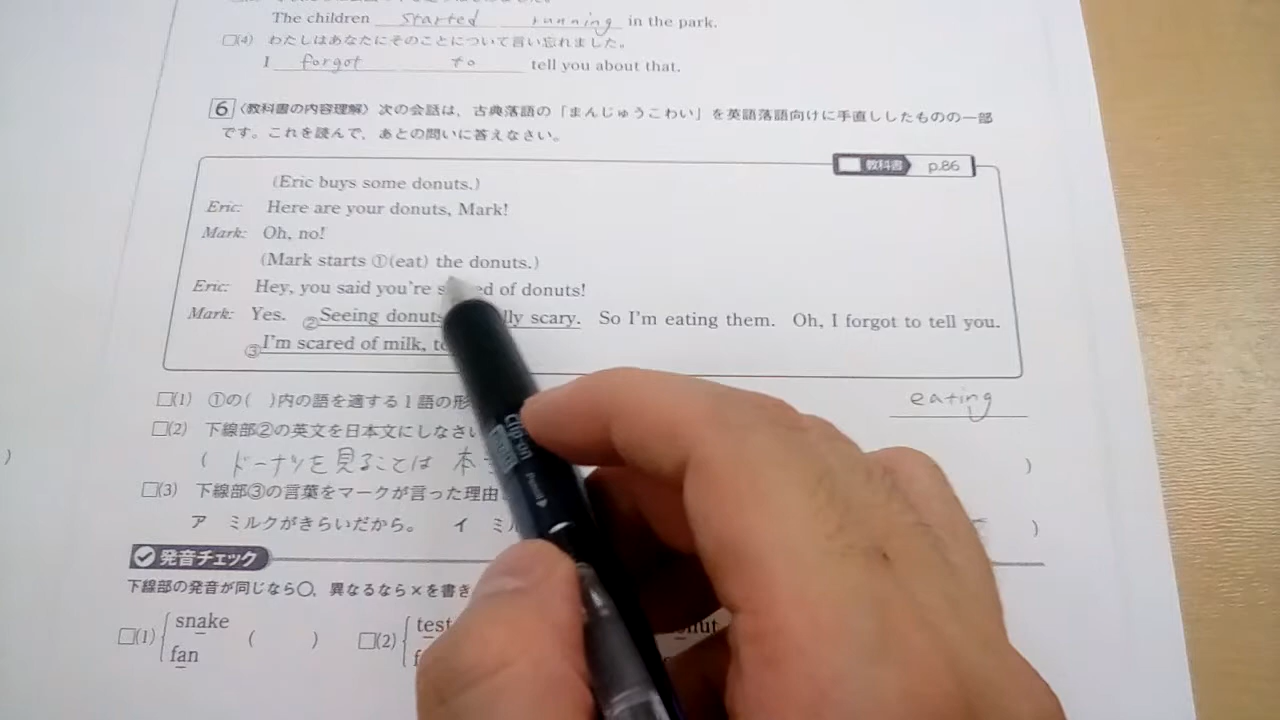 The children started running in the park.
□(4) わたしはあなたにそのことについて言い忘れました。
I forgot to tell you about that.
6 〈教科書の内容理解〉 次の会話は，古典落語の「まんじゅうこわい」を英語落語向けに手直ししたものの一部
です。これを読んで，あとの問いに答えなさい。
教科書 p.86
(Eric buys some donuts.)
Eric: Here are your donuts, Mark!
Mark: Oh, no!
(Mark starts ①(eat) the donuts.)
Eric: Hey, you said you're of donuts!
Mark: Yes. ②Seeing donuts scary. So I'm eating them. Oh, I forgot to tell you.
③I'm scared of milk,
□(1) ①の( )内の語を適する1語の形 eating
□(2) 下線部②の英文を日本文にしなさい
( ドーナツを見ることは 本 )
□(3) 下線部③の言葉をマークが言った理由
ア ミルクがきらいだから。 イ )
発音チェック
下線部の発音が同じなら○，異なるなら×を書き
□(1) snake ( ) □(2) test
fan